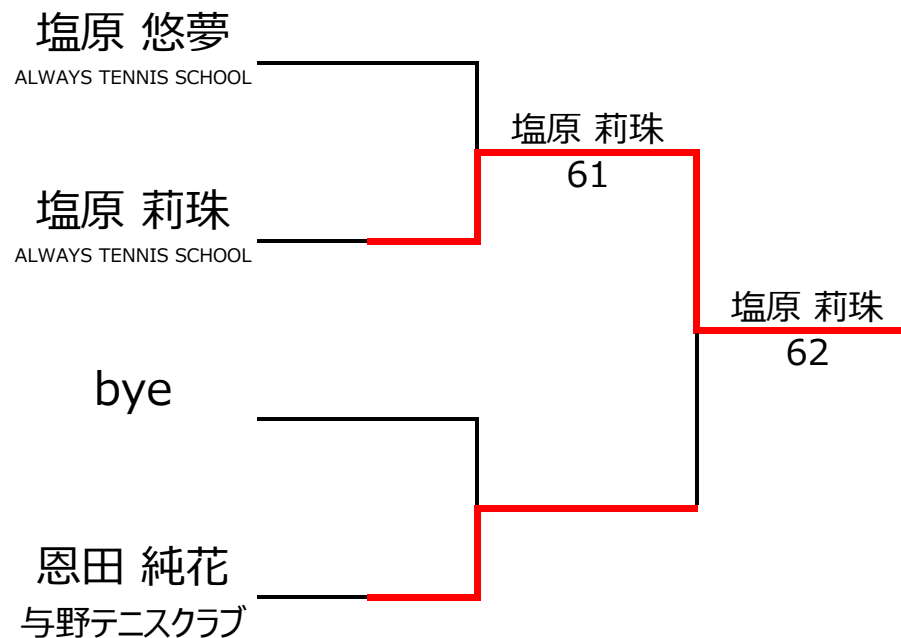 塩原 悠夢
ALWAYS TENNIS SCHOOL
塩原 莉珠
61
塩原 莉珠
ALWAYS TENNIS SCHOOL
塩原 莉珠
62
bye
恩田 純花
与野テニスクラブ